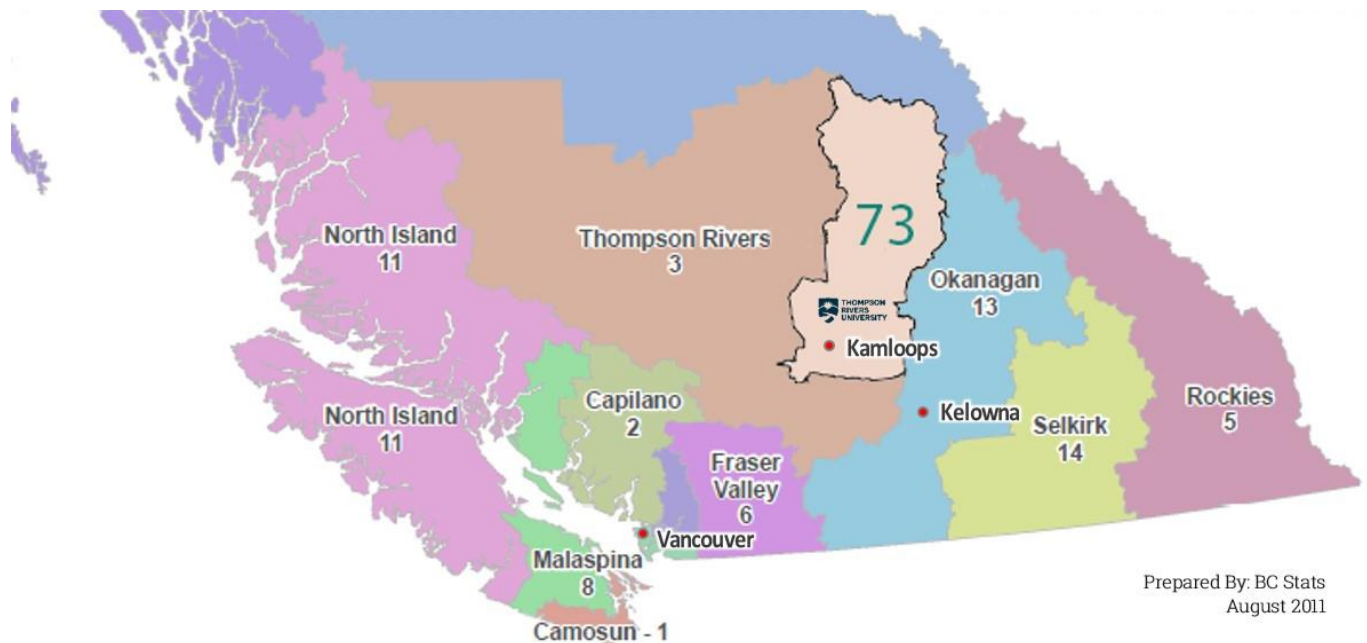 73
North Island
11
Thompson Rivers
3
Okanagan
13
THOMPSON
RIVERS
UNIVERSITY
Kamloops
Capilano
2
Rockies
5
North Island
11
Kelowna
Selkirk
14
Fraser
Valley
6
Vancouver
Malaspina
8
Prepared By: BC Stats
August 2011
Camosun - 1